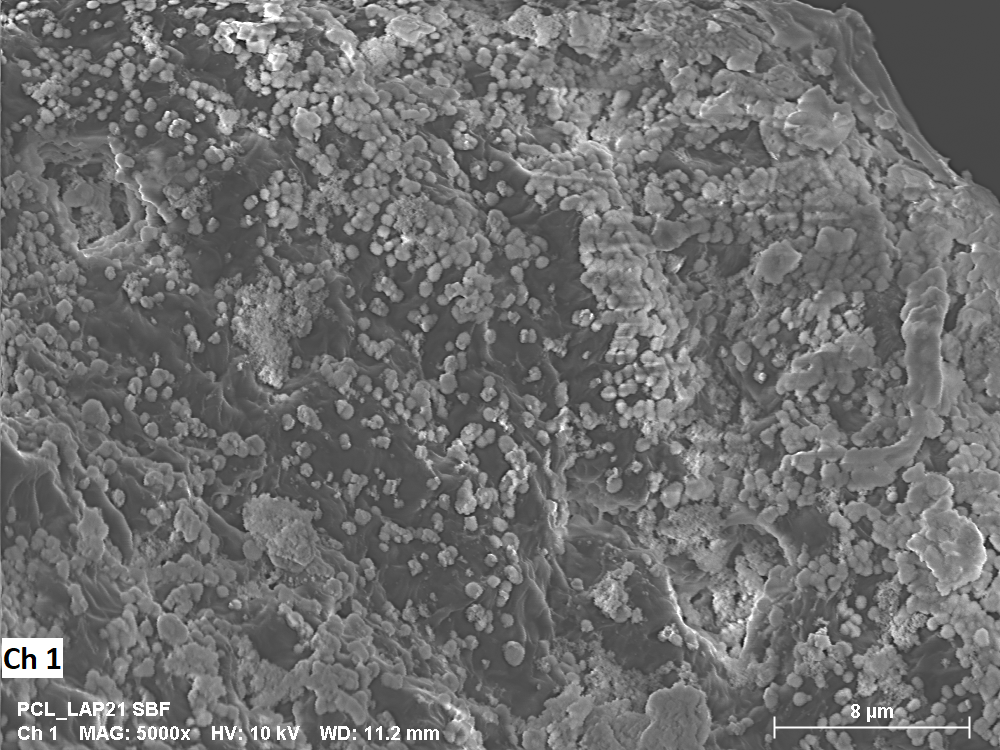 Ch 1
PCL_LAP21 SBF
Ch 1 MAG: 5000x HV: 10 kV WD: 11.2 mm
8 µm